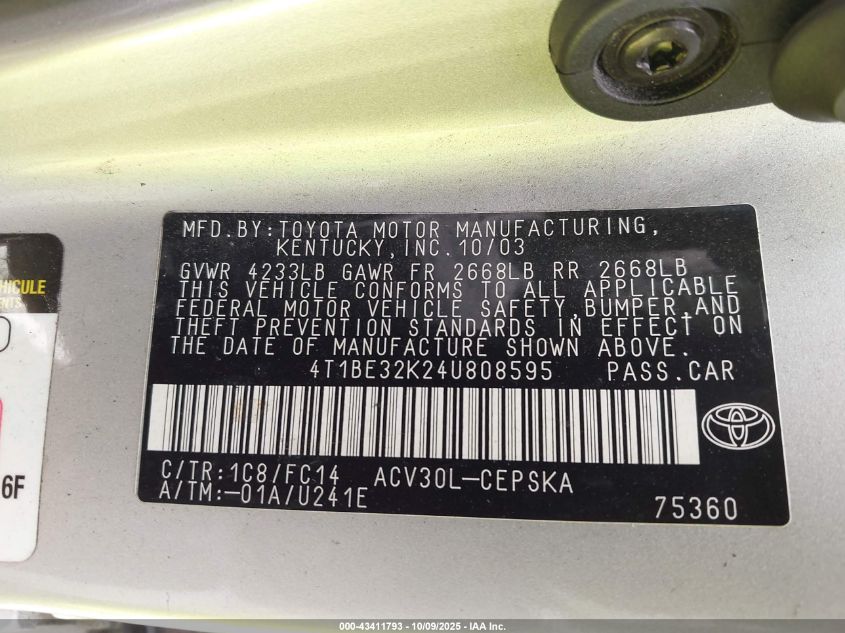 MFD.BY:TOYOTA MOTOR MANUFACTURING,
KENTUCKY,INC.10/03
GVWR 4233LB GAWR FR 2668LB RR 2668LB
THIS VEHICLE CONFORMS TO ALL APPLICABLE
FEDERAL MOTOR VEHICLE SAFETY,BUMPER,AND
THEFT PREVENTION STANDARDS IN EFFECT ON
THE DATE OF MANUFACTURE SHOWN ABOVE.
4T1BE32K24U808595 PASS.CAR
C/TR:1C8/FC14 ACV30L-CEPSKA
A/TM:-01A/U241E
75360
6F
000-43411793 - 10/09/2025 - IAA Inc.